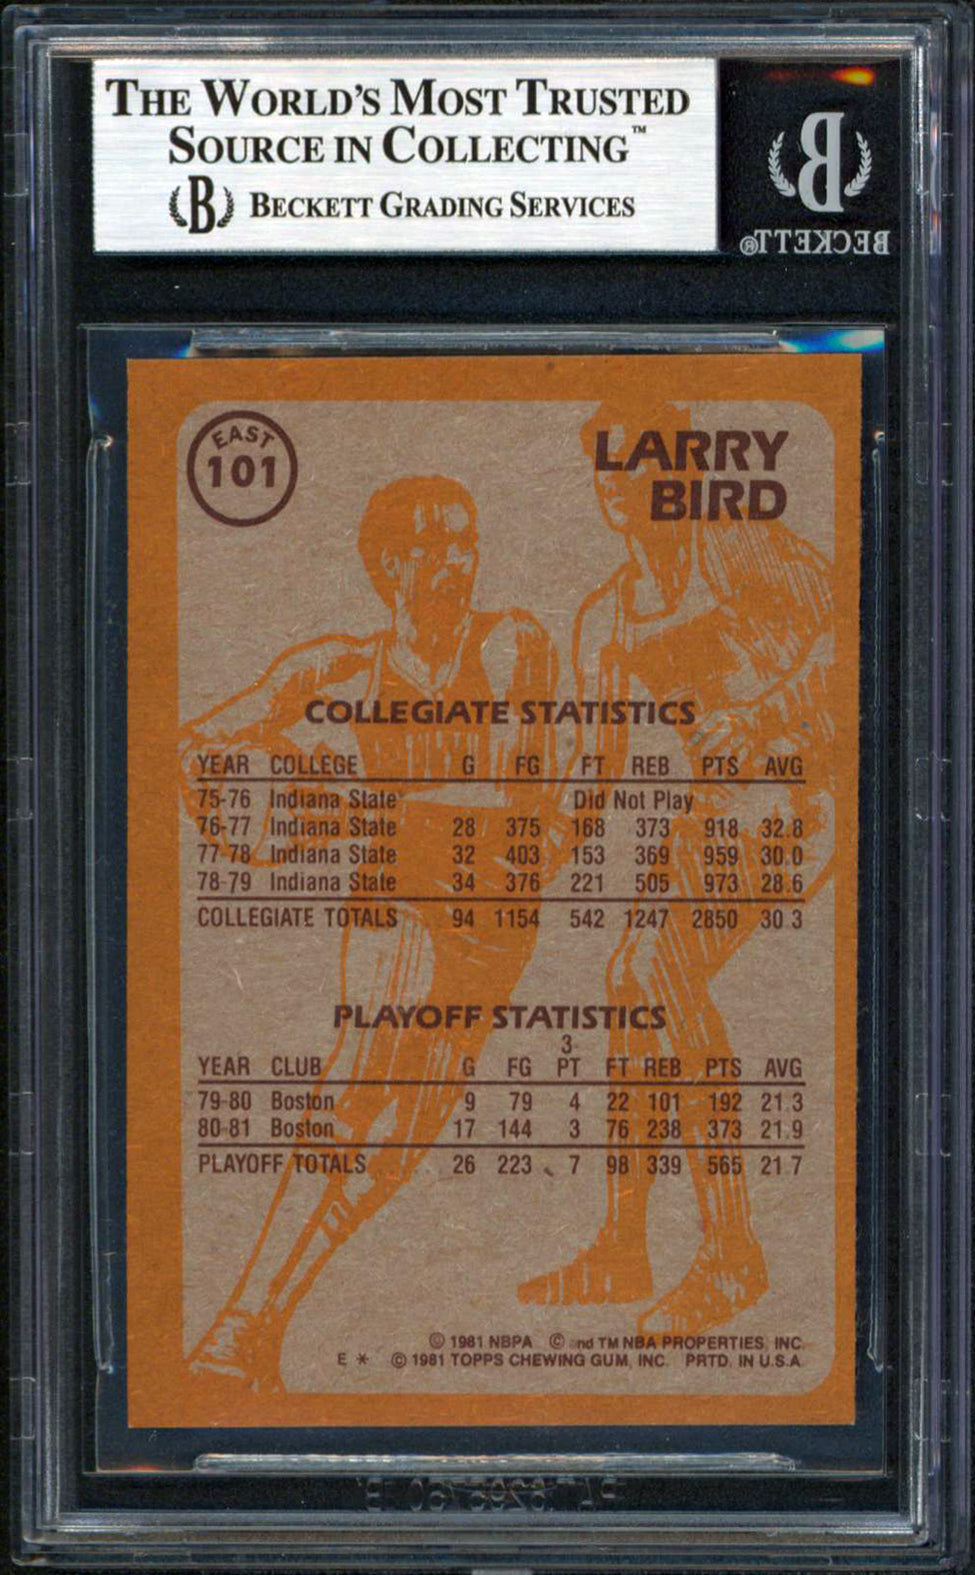 THE WORLD'S MOST TRUSTED
SOURCE IN COLLECTING™
B BECKETT GRADING SERVICES
B
BECKETT®
EAST
101
LARRY
BIRD
COLLEGIATE STATISTICS
YEAR COLLEGE G FG FT REB PTS AVG
75-76 Indiana State Did Not Play
76-77 Indiana State 28 375 168 373 918 32.8
77-78 Indiana State 32 403 153 369 959 30.0
78-79 Indiana State 34 376 221 505 973 28.6
COLLEGIATE TOTALS 94 1154 542 1247 2850 30.3
PLAYOFF STATISTICS
3-
YEAR CLUB G FG PT FT REB PTS AVG
79-80 Boston 9 79 4 22 101 192 21.3
80-81 Boston 17 144 3 76 238 373 21.9
PLAYOFF TOTALS 26 223 7 98 339 565 21.7
© 1981 NBPA © and TM NBA PROPERTIES, INC.
E * © 1981 TOPPS CHEWING GUM, INC. PRTD. IN U.S.A.